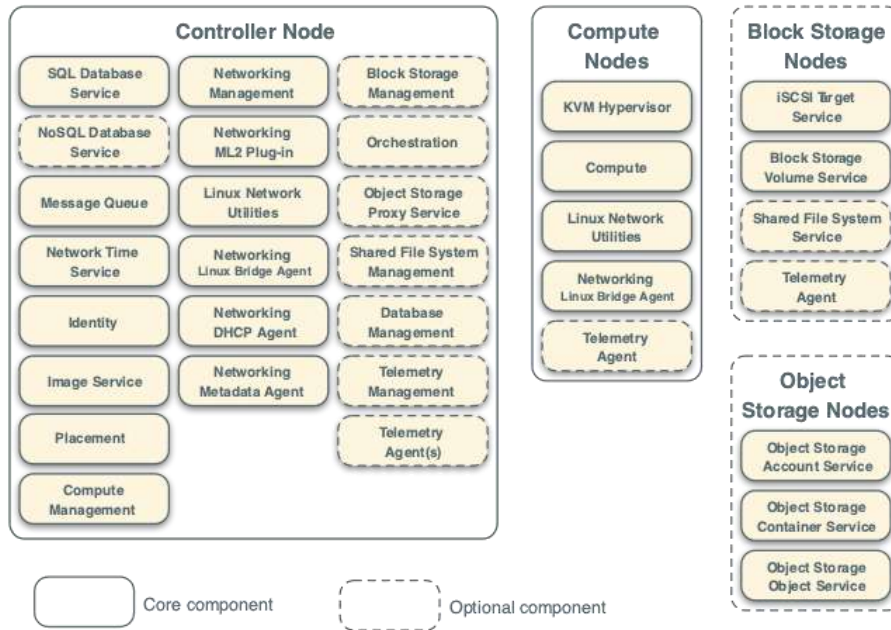 Controller Node
SQL Database
Service
NoSQL Database
Service
Message Queue
Network Time
Service
Identity
Image Service
Placement
Compute
Management
Networking
Management
Networking
ML2 Plug-in
Linux Network
Utilities
Networking
Linux Bridge Agent
Networking
DHCP Agent
Networking
Metadata Agent
Block Storage
Management
Orchestration
Object Storage
Proxy Service
Shared File System
Management
Database
Management
Telemetry
Management
Telemetry
Agent(s)
Compute
Nodes
KVM Hypervisor
Compute
Linux Network
Utilities
Networking
Linux Bridge Agent
Telemetry
Agent
Block Storage
Nodes
iSCSI Target
Service
Block Storage
Volume Service
Shared File System
Service
Telemetry
Agent
Object
Storage Nodes
Object Storage
Account Service
Object Storage
Container Service
Object Storage
Object Service
Core component
Optional component